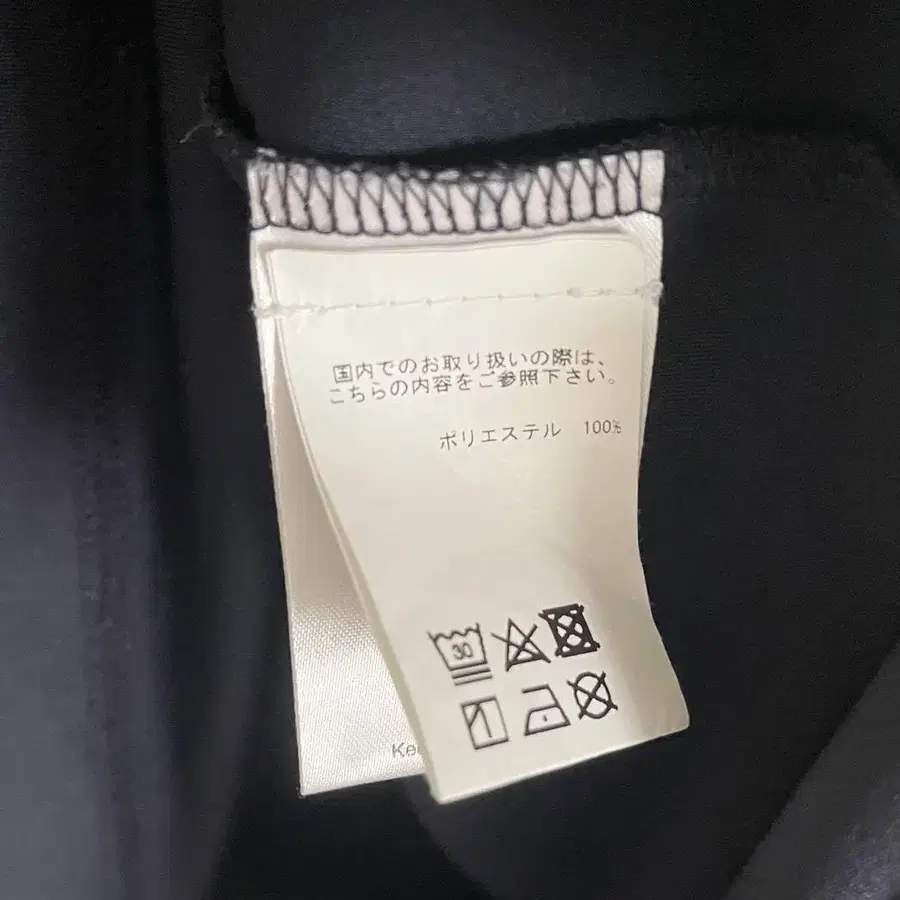 国内でのお取り扱いの際は、
こちらの内容をご参照下さい。
ポリエステル 100%
30